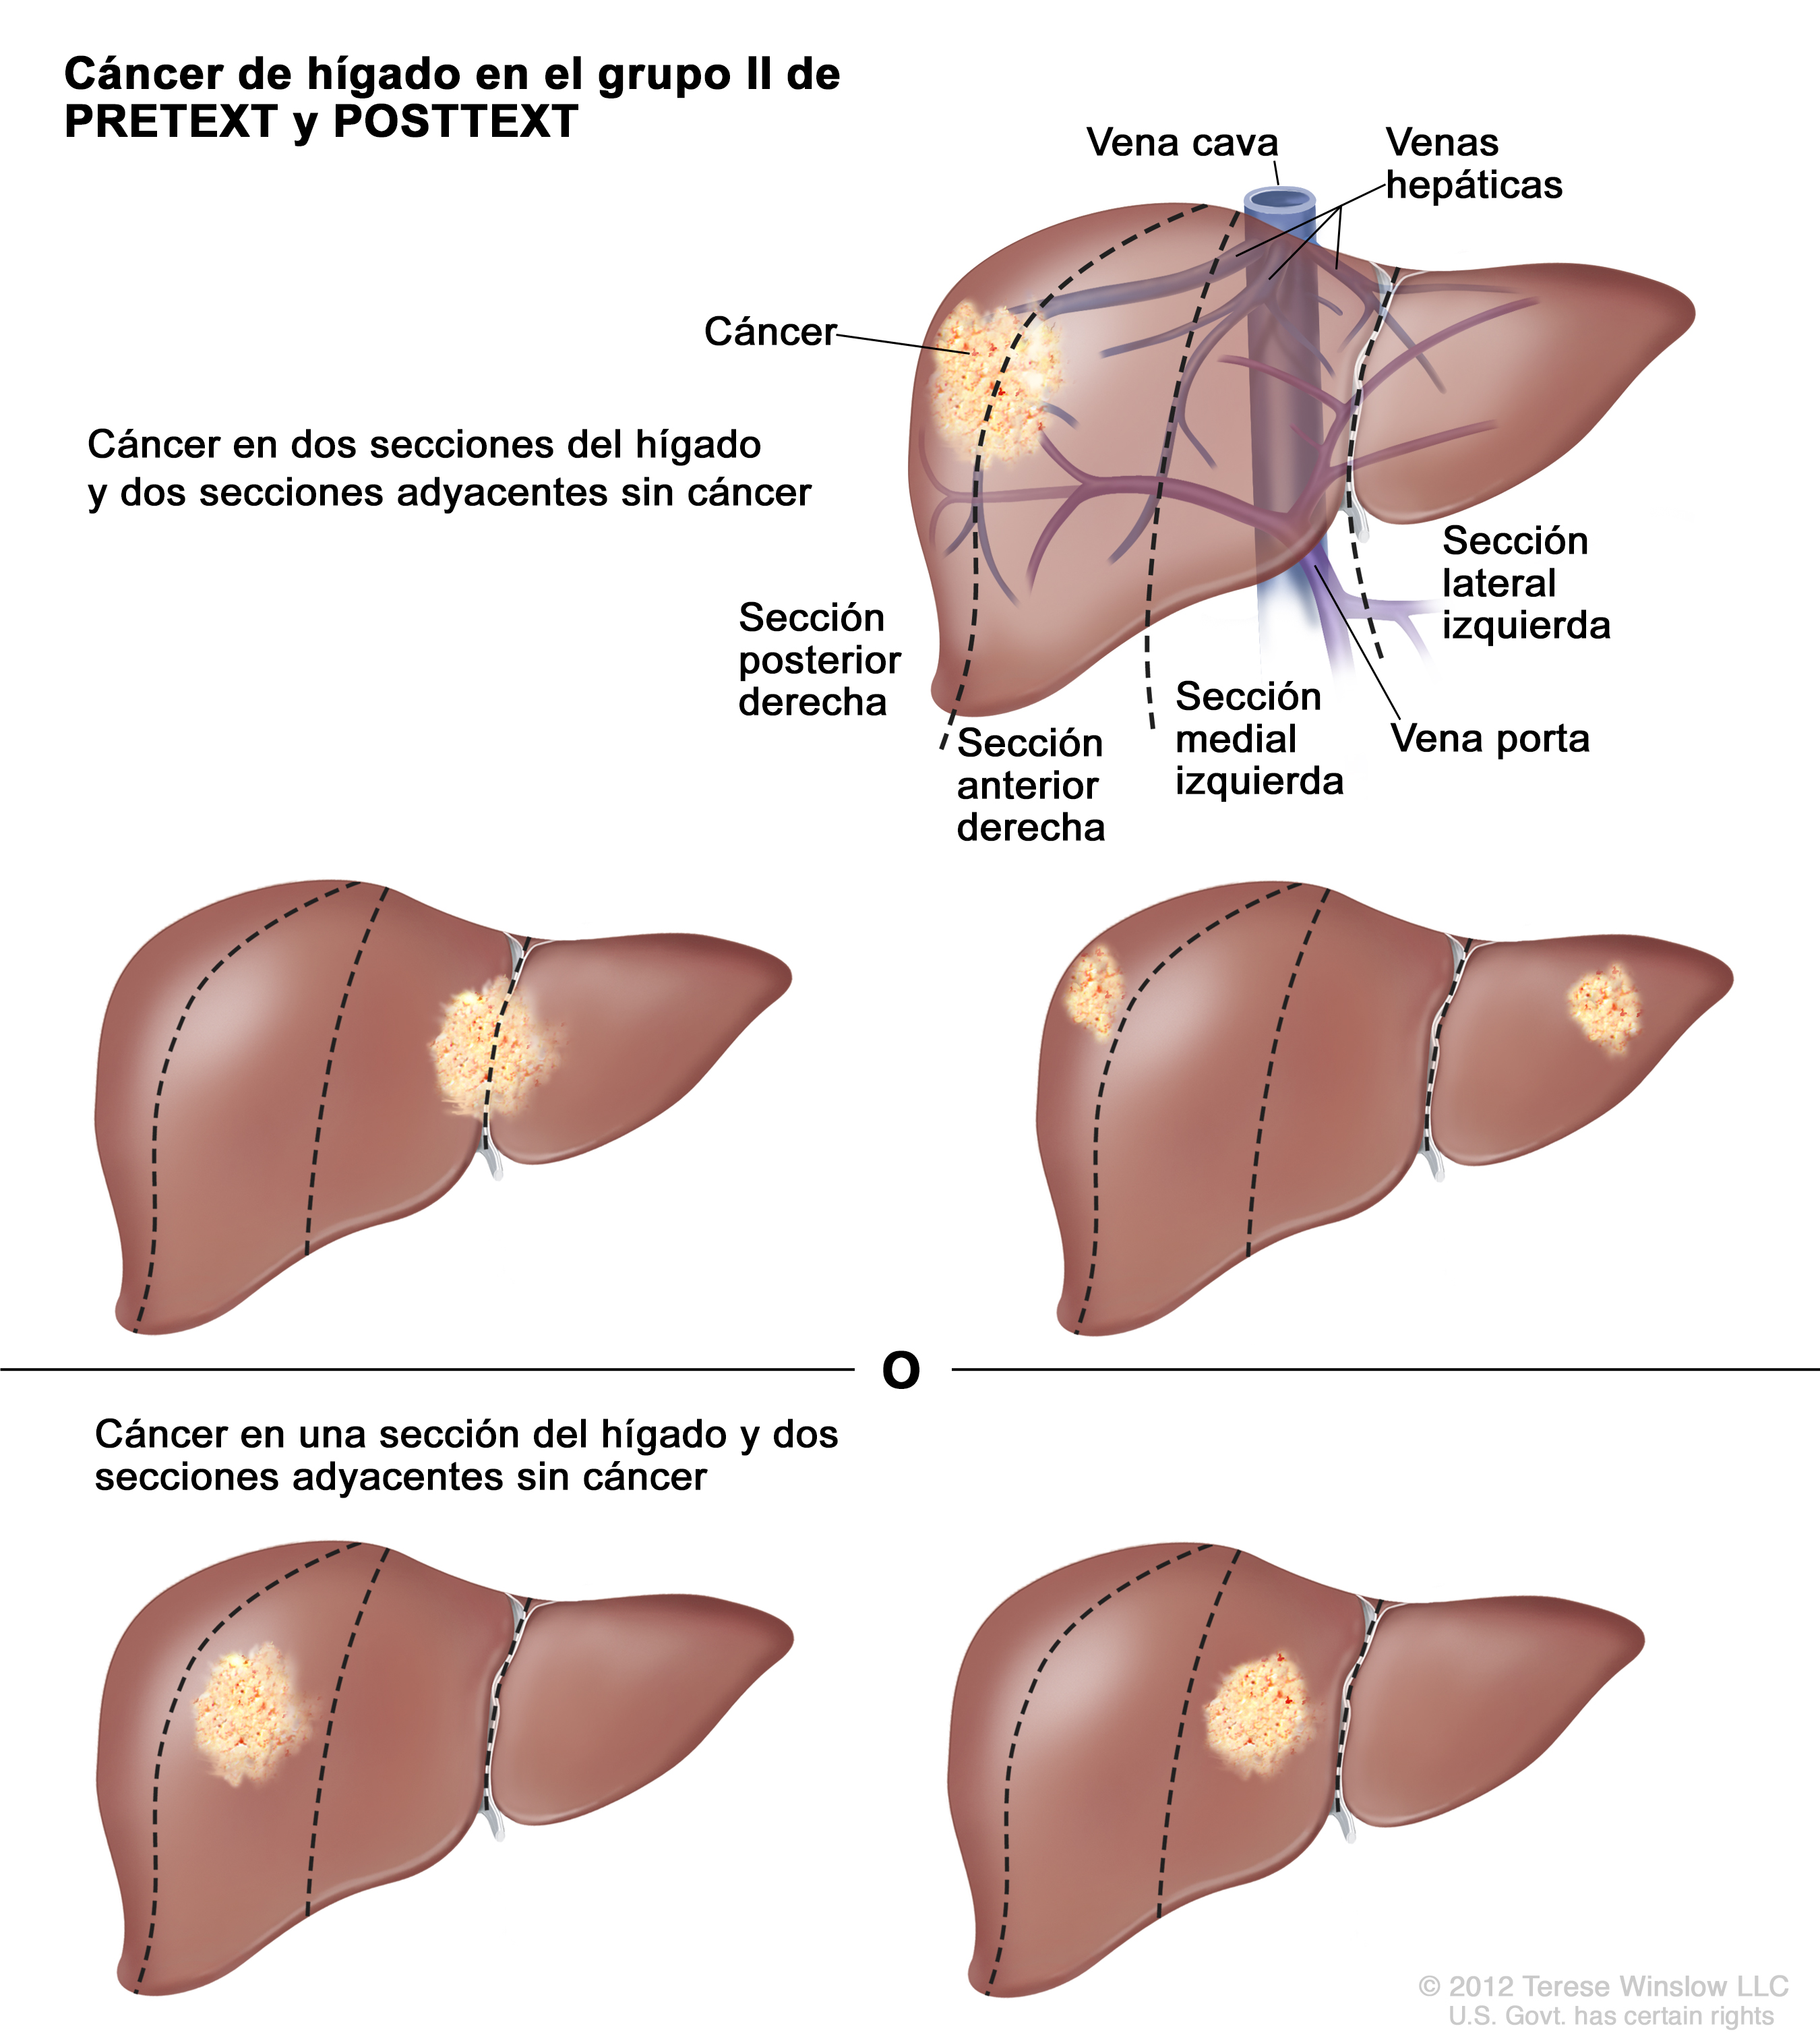 Cáncer de hígado en el grupo II de
PRETEXT y POSTTEXT
Vena cava
Venas
hepáticas
Cáncer
Cáncer en dos secciones del hígado
y dos secciones adyacentes sin cáncer
Sección
lateral
izquierda
Sección
posterior
derecha
Sección
medial
izquierda
Vena porta
Sección
anterior
derecha
O
Cáncer en una sección del hígado y dos
secciones adyacentes sin cáncer
© 2012 Terese Winslow LLC
U.S. Govt. has certain rights